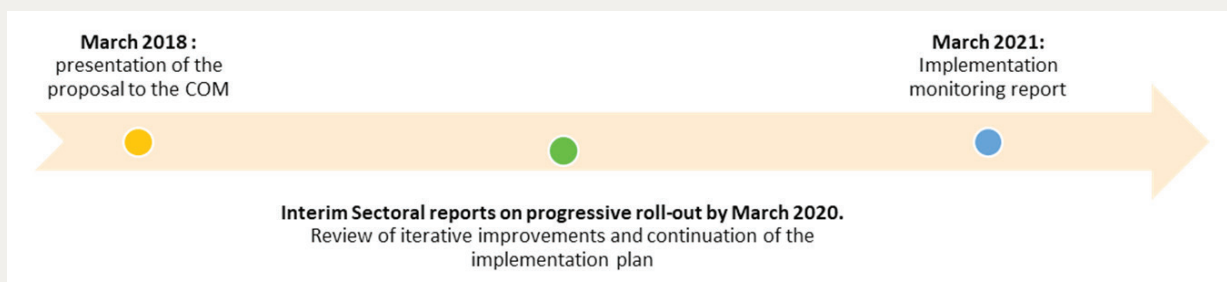 March 2018 :
presentation of the
proposal to the COM
March 2021:
Implementation
monitoring report
Interim Sectoral reports on progressive roll-out by March 2020.
Review of iterative improvements and continuation of the
implementation plan